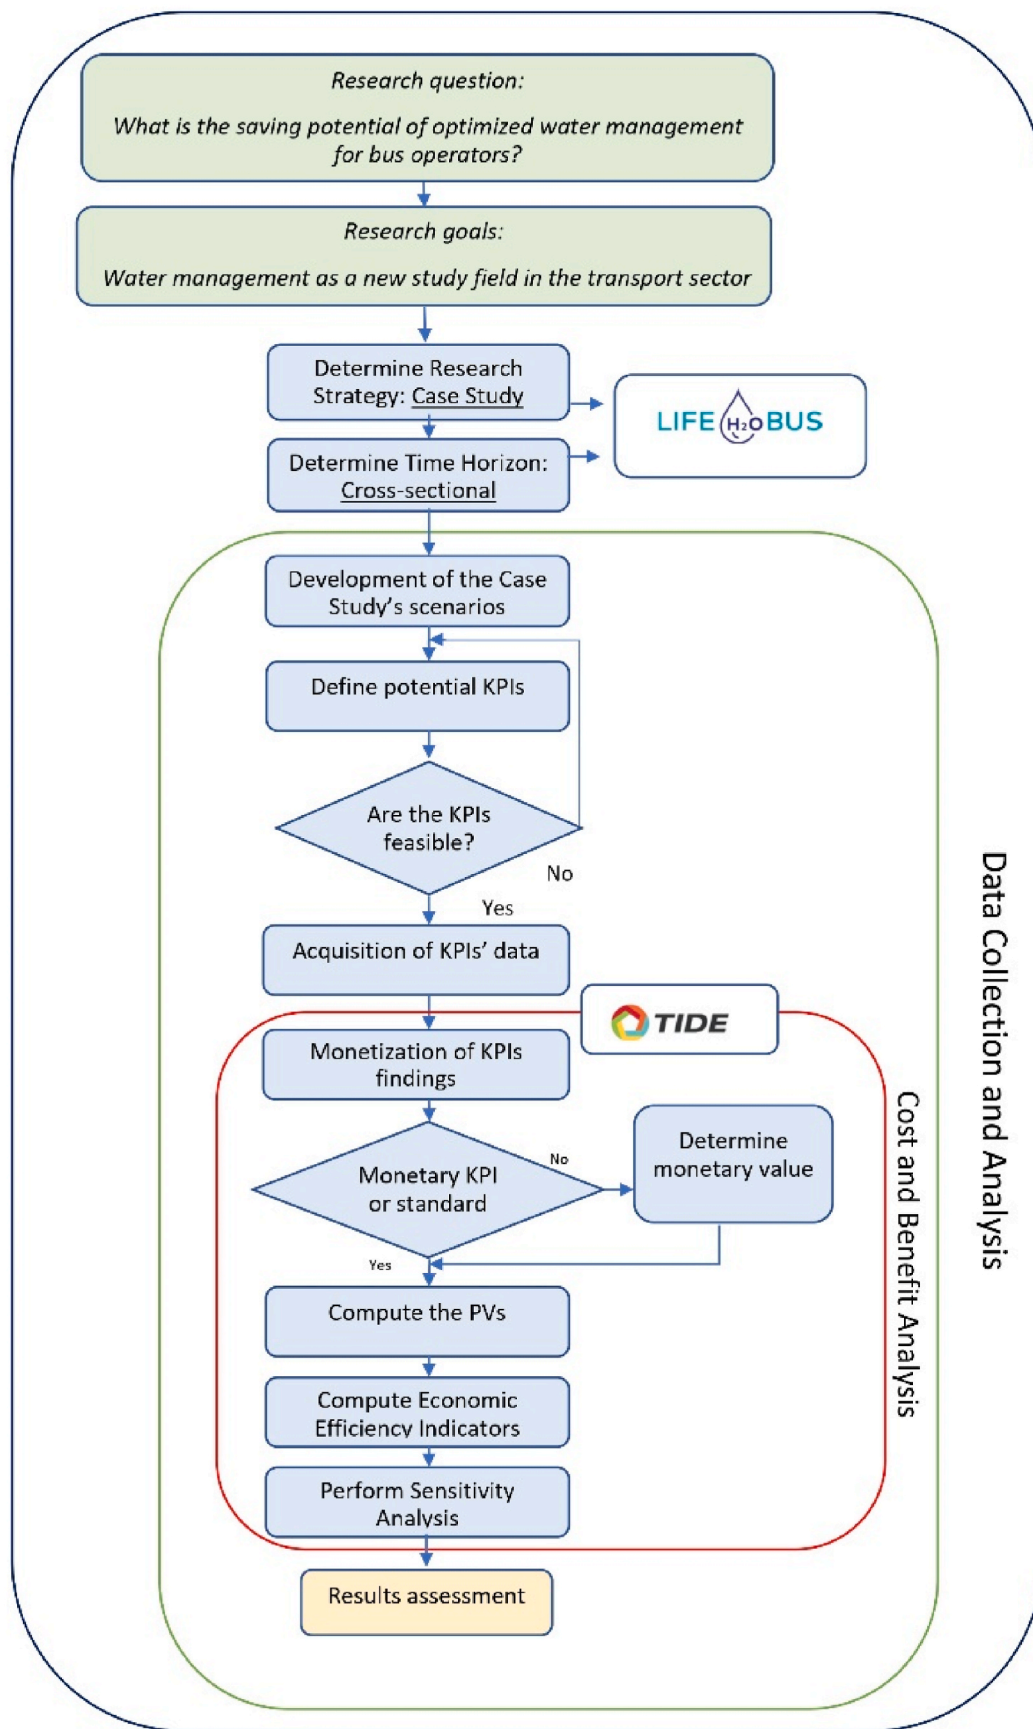 Research question:
What is the saving potential of optimized water management
for bus operators?
Research goals:
Water management as a new study field in the transport sector
Determine Research
Strategy: Case Study
LIFE H₂O BUS
Determine Time Horizon:
Cross-sectional
Development of the Case
Study's scenarios
Define potential KPIs
Are the KPIs
feasible?
No
Yes
Acquisition of KPIs' data
TIDE
Monetization of KPIs
findings
Monetary KPI
or standard
No
Determine
monetary value
Yes
Compute the PVs
Compute Economic
Efficiency Indicators
Perform Sensitivity
Analysis
Results assessment
Cost and Benefit Analysis
Data Collection and Analysis